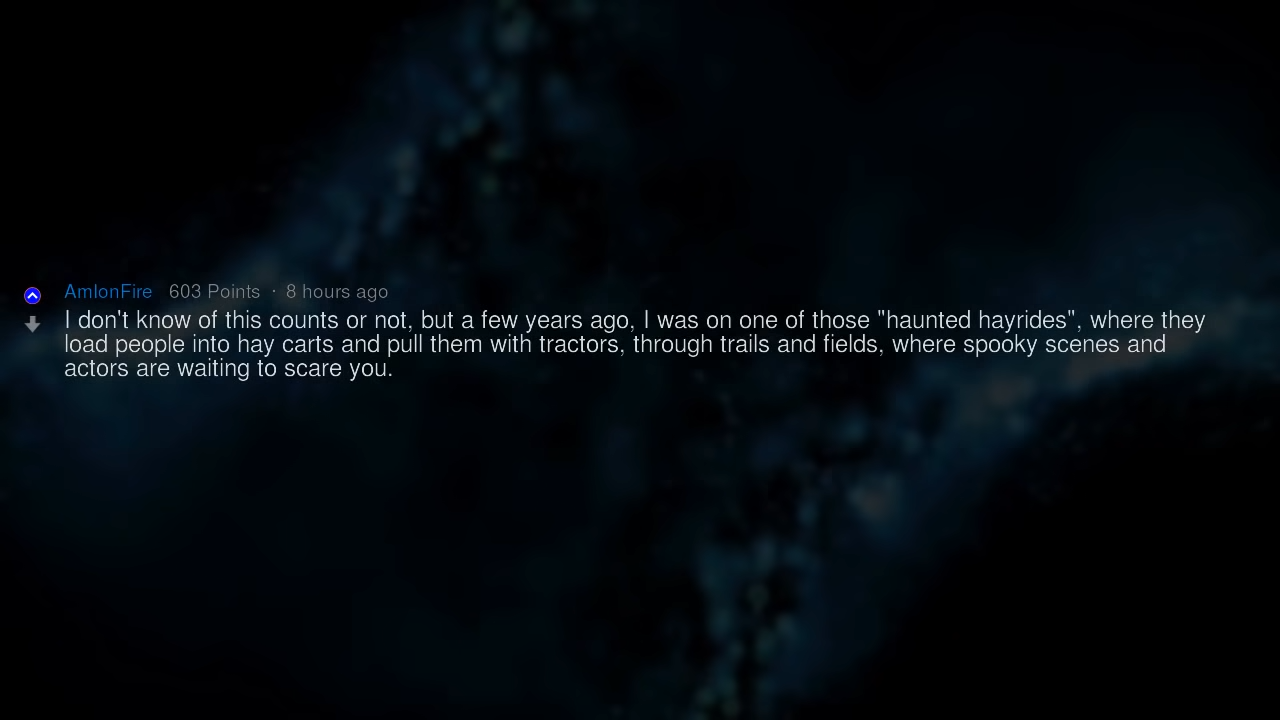 AmIonFire 603 Points · 8 hours ago
I don't know of this counts or not, but a few years ago, I was on one of those "haunted hayrides", where they
load people into hay carts and pull them with tractors, through trails and fields, where spooky scenes and
actors are waiting to scare you.